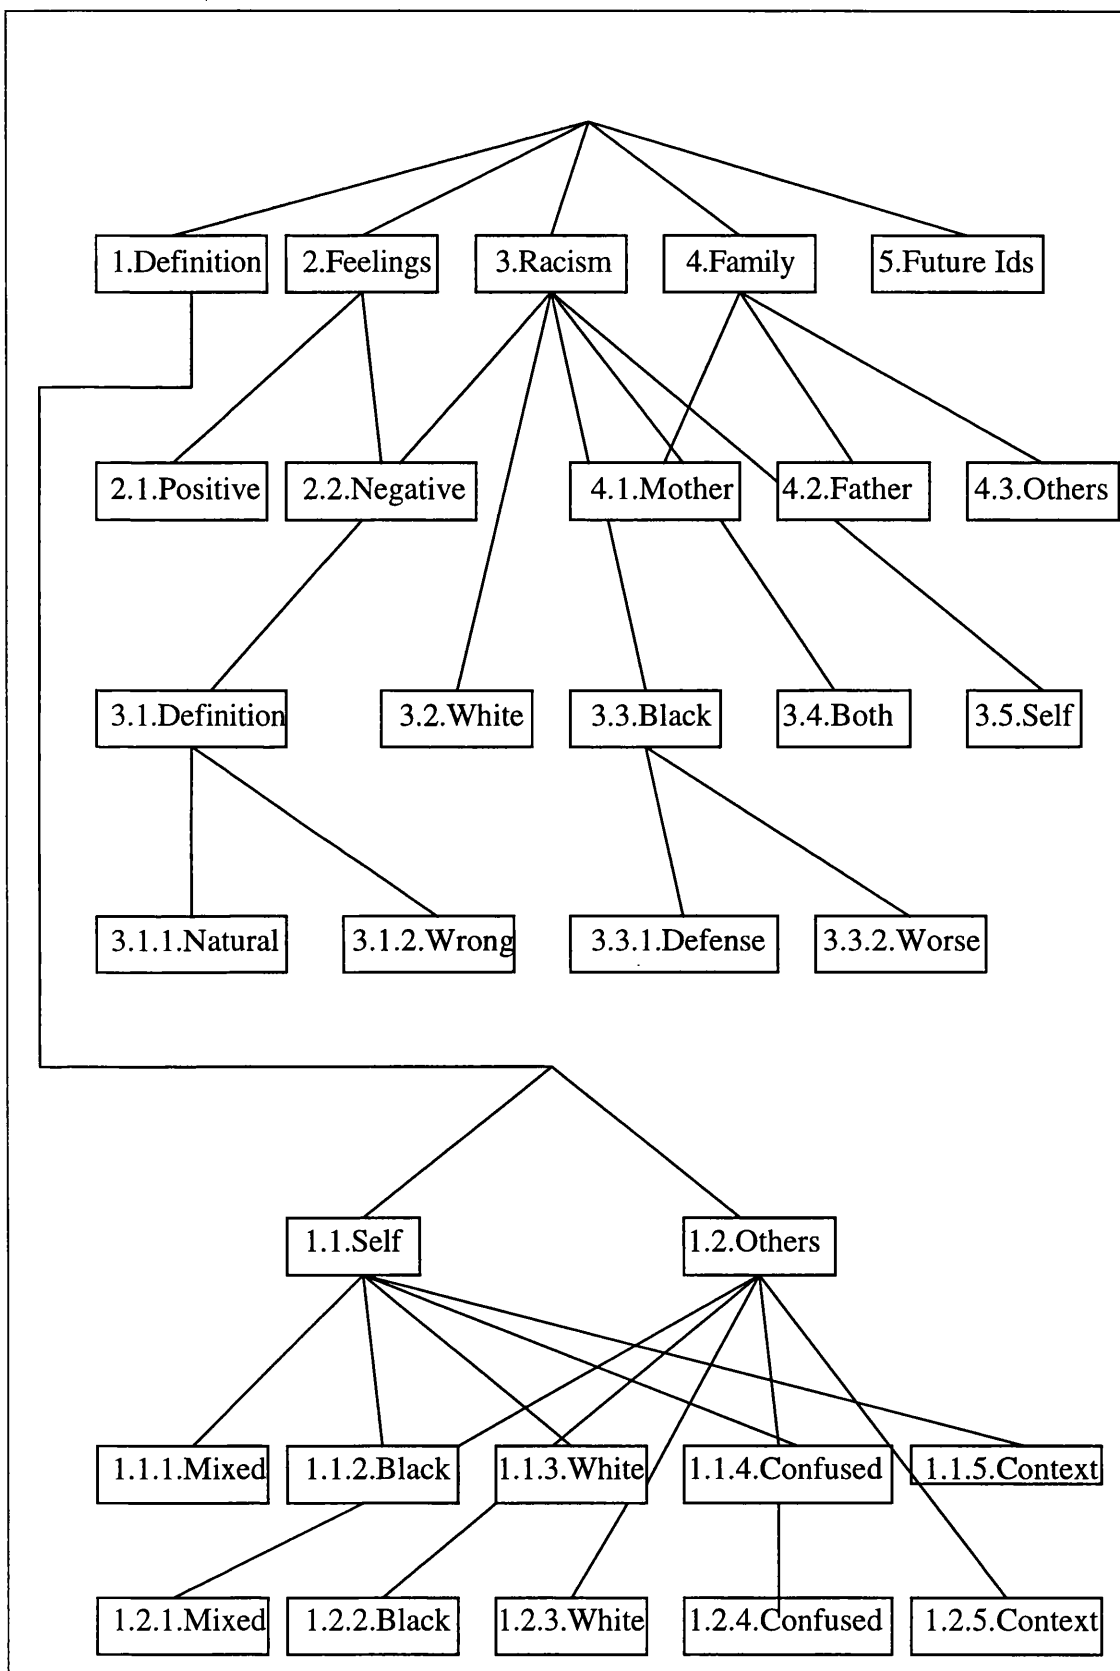 1.Definition 2.Feelings 3.Racism 4.Family 5.Future Ids
2.1.Positive 2.2.Negative 4.1.Mother 4.2.Father 4.3.Others
3.1.Definition 3.2.White 3.3.Black 3.4.Both 3.5.Self
3.1.1.Natural 3.1.2.Wrong 3.3.1.Defense 3.3.2.Worse
1.1.Self 1.2.Others
1.1.1.Mixed 1.1.2.Black 1.1.3.White 1.1.4.Confused 1.1.5.Context
1.2.1.Mixed 1.2.2.Black 1.2.3.White 1.2.4.Confused 1.2.5.Context